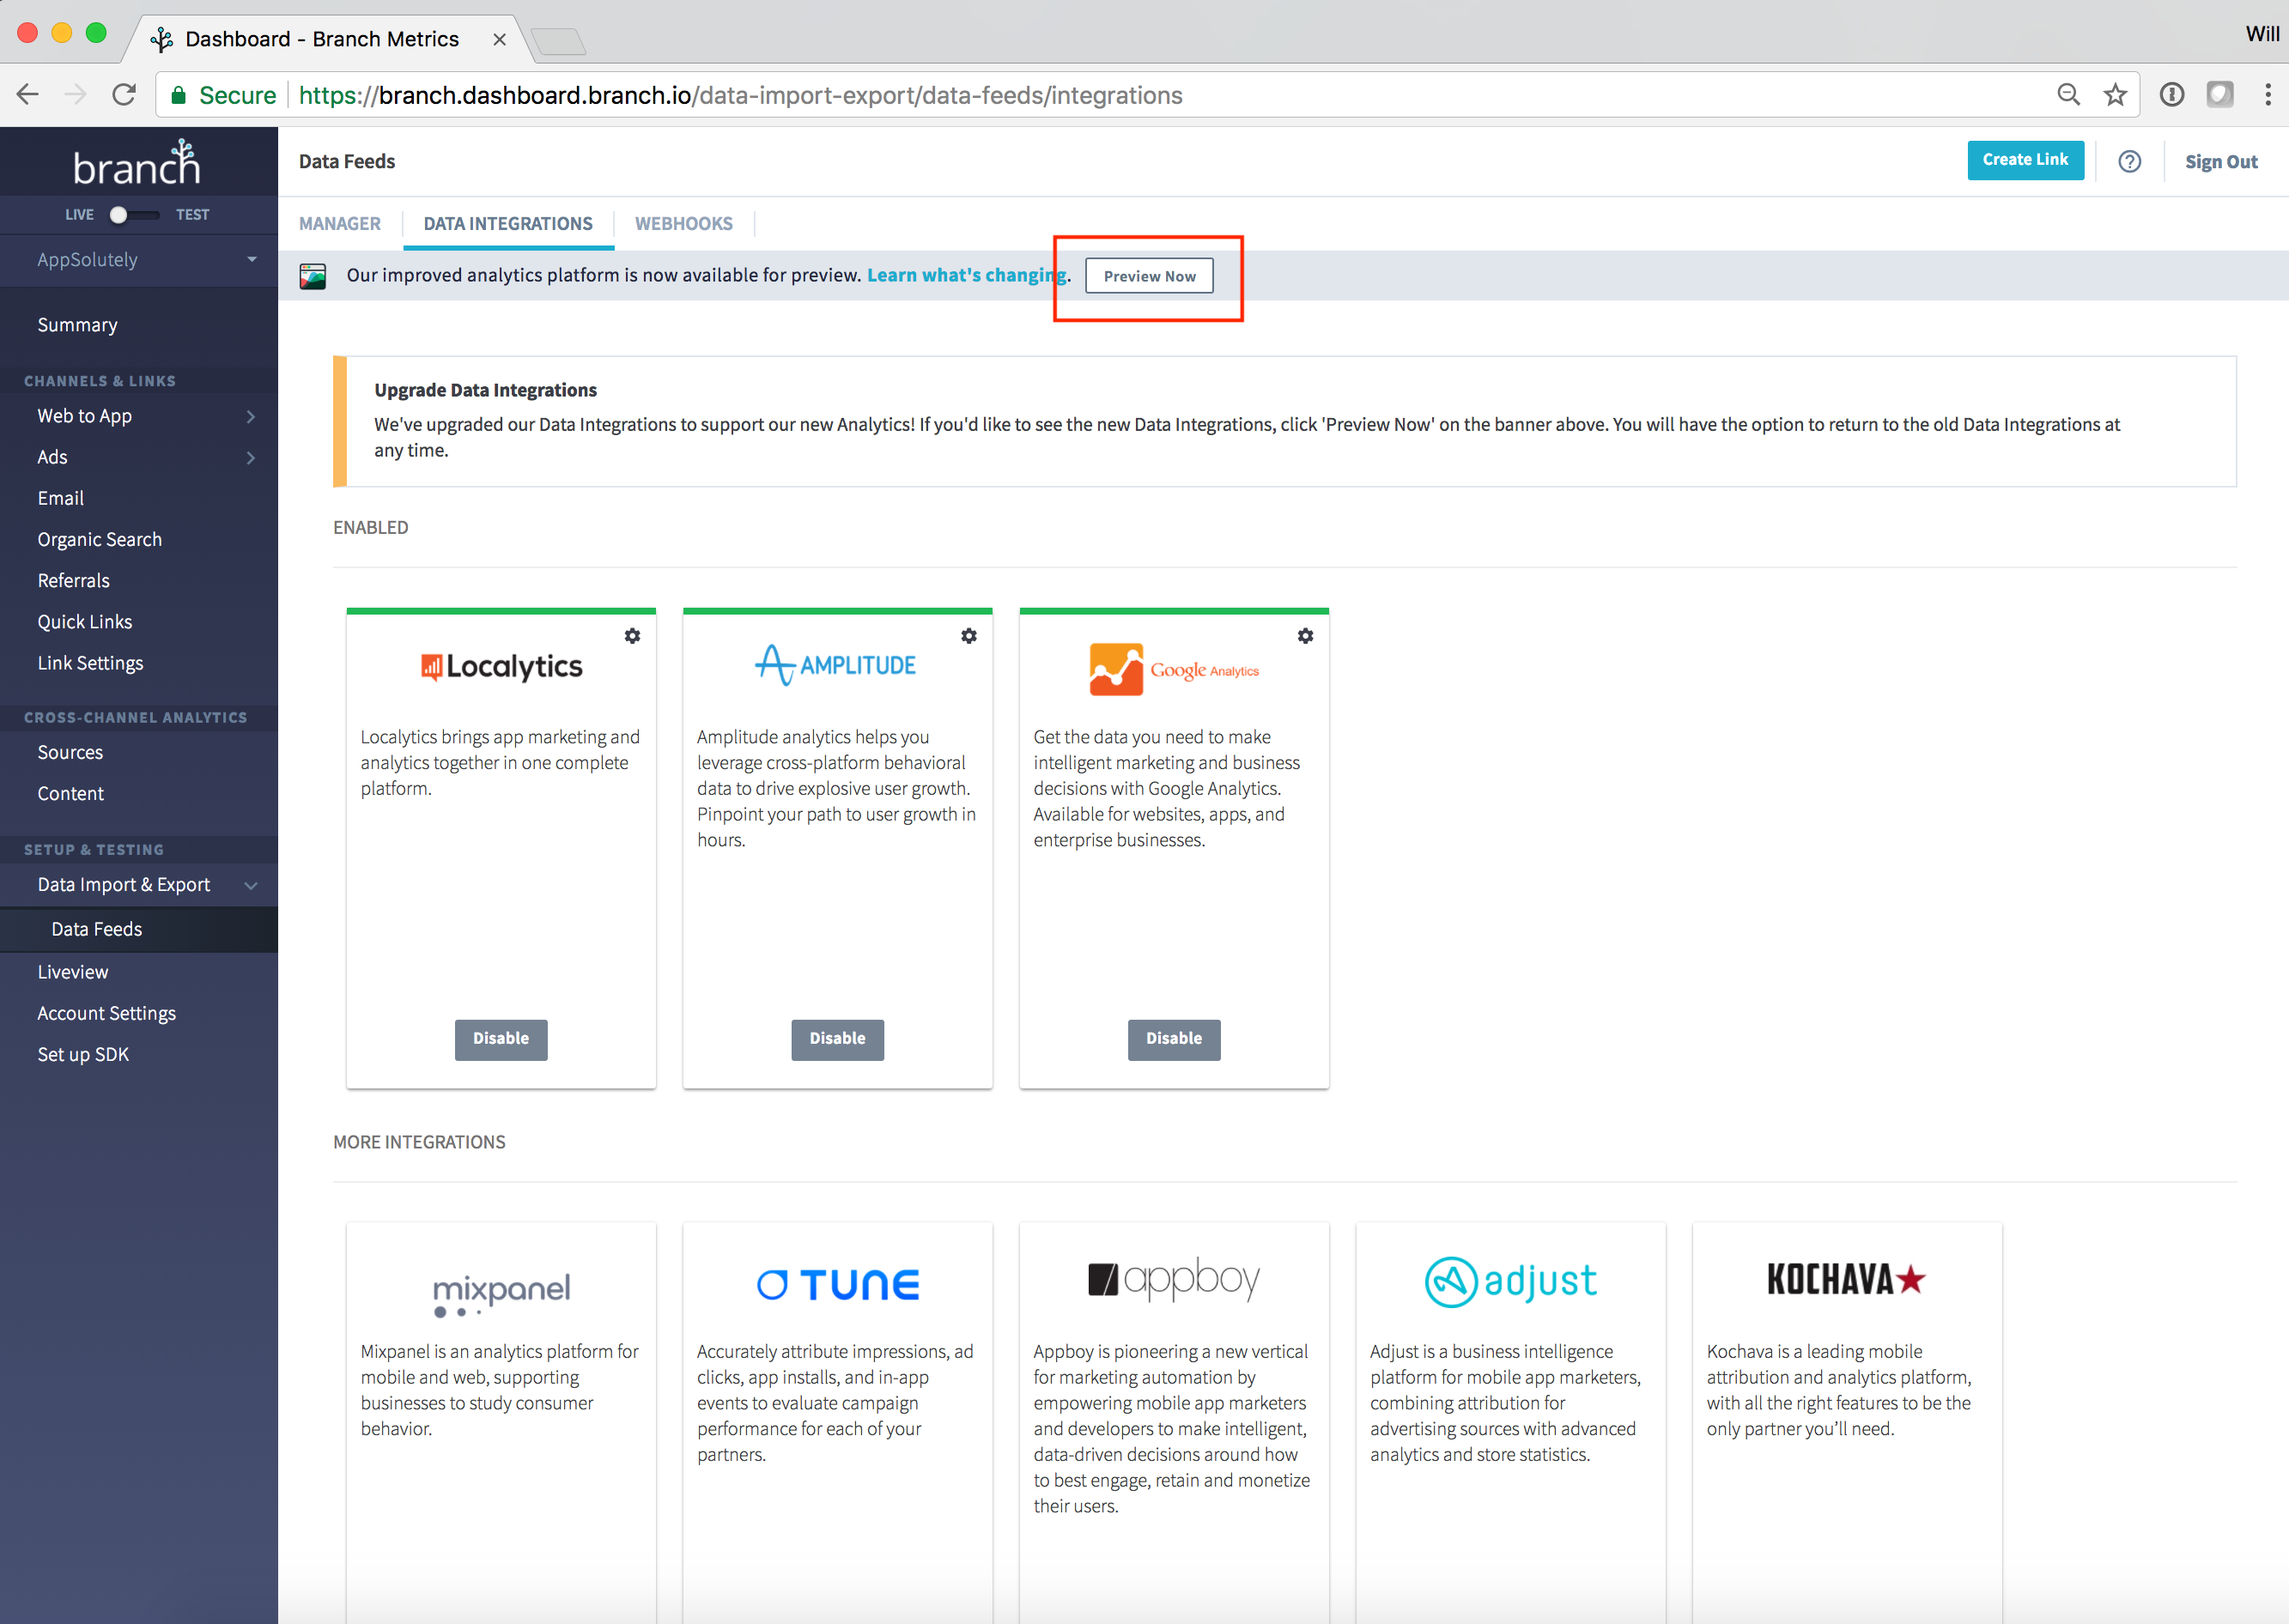 Dashboard - Branch Metrics
Will
Secure https://branch.dashboard.branch.io/data-import-export/data-feeds/integrations
branch
LIVE TEST
AppSolutely
Summary
CHANNELS & LINKS
Web to App
Ads
Email
Organic Search
Referrals
Quick Links
Link Settings
CROSS-CHANNEL ANALYTICS
Sources
Content
SETUP & TESTING
Data Import & Export
Data Feeds
Liveview
Account Settings
Set up SDK
Data Feeds
Create Link
Sign Out
MANAGER
DATA INTEGRATIONS
WEBHOOKS
Our improved analytics platform is now available for preview. Learn what's changing.
Preview Now
Upgrade Data Integrations
We've upgraded our Data Integrations to support our new Analytics! If you'd like to see the new Data Integrations, click 'Preview Now' on the banner above. You will have the option to return to the old Data Integrations at
any time.
ENABLED
Localytics
Localytics brings app marketing and
analytics together in one complete
platform.
Disable
AMPLITUDE
Amplitude analytics helps you
leverage cross-platform behavioral
data to drive explosive user growth.
Pinpoint your path to user growth in
hours.
Disable
Google Analytics
Get the data you need to make
intelligent marketing and business
decisions with Google Analytics.
Available for websites, apps, and
enterprise businesses.
Disable
MORE INTEGRATIONS
mixpanel
Mixpanel is an analytics platform for
mobile and web, supporting
businesses to study consumer
behavior.
TUNE
Accurately attribute impressions, ad
clicks, app installs, and in-app
events to evaluate campaign
performance for each of your
partners.
appboy
Appboy is pioneering a new vertical
for marketing automation by
empowering mobile app marketers
and developers to make intelligent,
data-driven decisions around how
to best engage, retain and monetize
their users.
adjust
Adjust is a business intelligence
platform for mobile app marketers,
combining attribution for
advertising sources with advanced
analytics and store statistics.
KOCHAVA
Kochava is a leading mobile
attribution and analytics platform,
with all the right features to be the
only partner you’ll need.